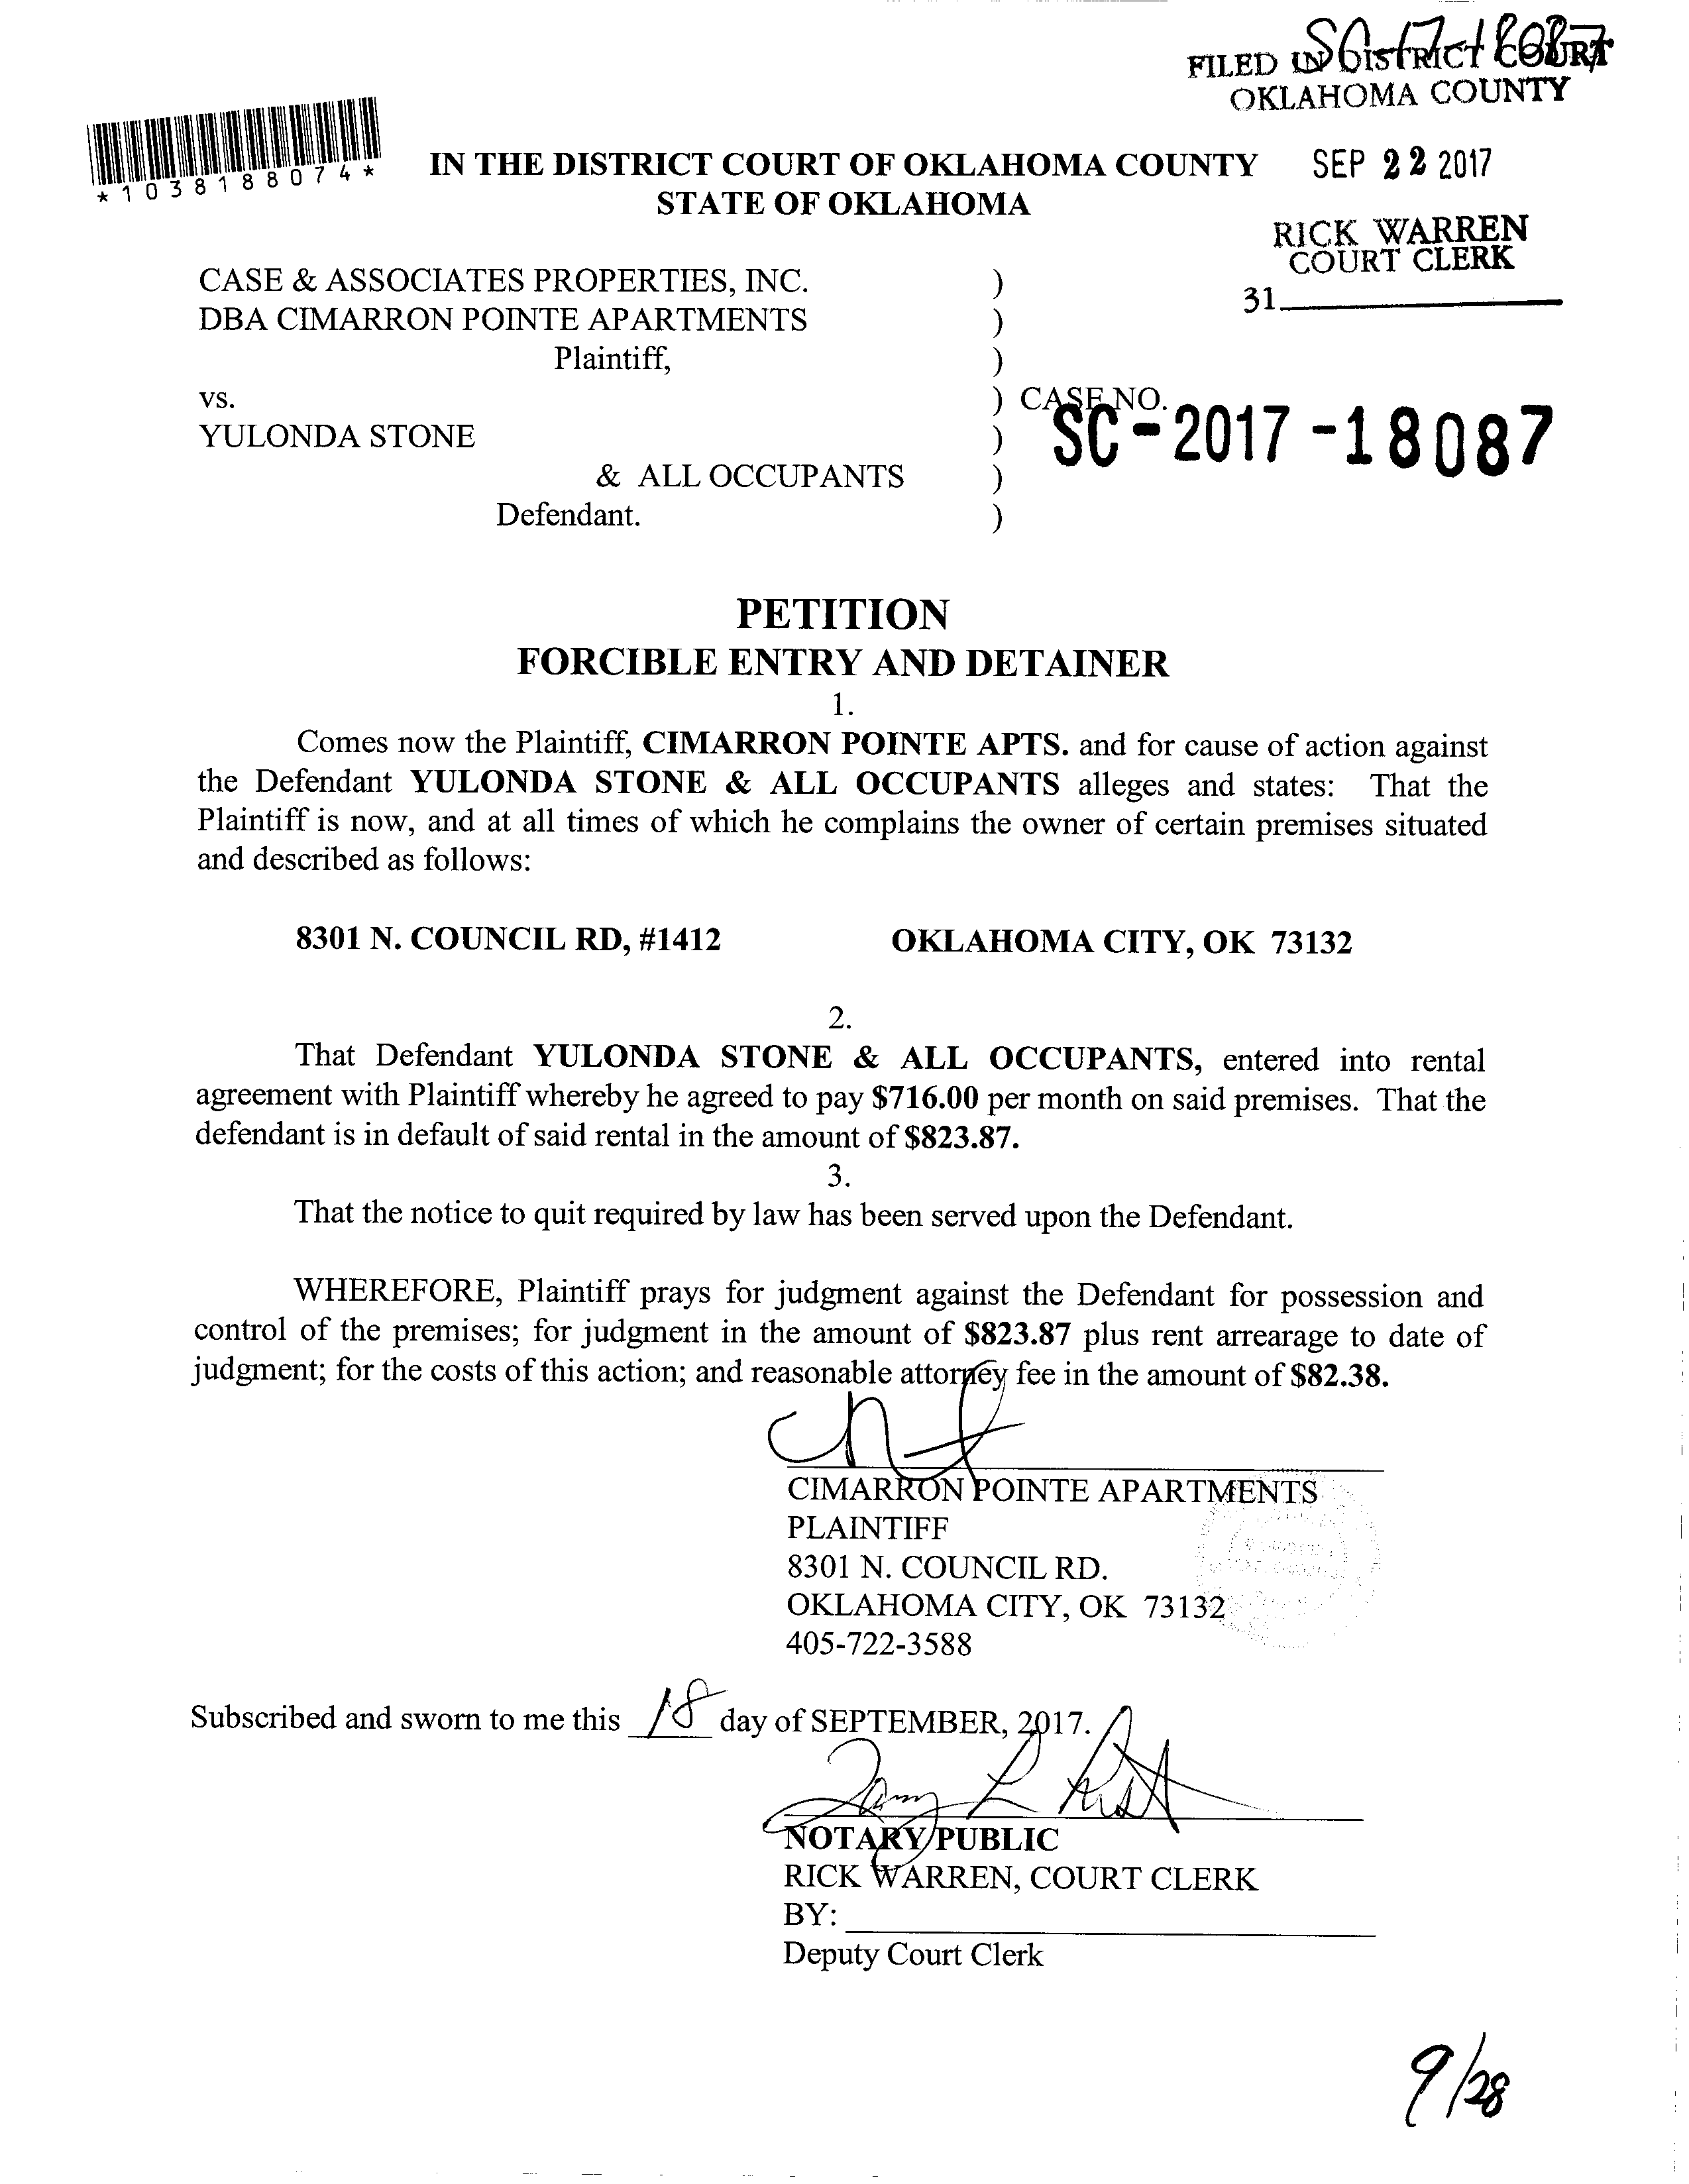 SC-17-18087
FILED IN DISTRICT COURT
OKLAHOMA COUNTY
*1038188074*
IN THE DISTRICT COURT OF OKLAHOMA COUNTY
STATE OF OKLAHOMA
SEP 22 2017
RICK WARREN
COURT CLERK
31
CASE & ASSOCIATES PROPERTIES, INC. )
DBA CIMARRON POINTE APARTMENTS )
Plaintiff, )
vs. ) CASE NO.
SC-2017-18087
YULONDA STONE )
& ALL OCCUPANTS )
Defendant. )
PETITION
FORCIBLE ENTRY AND DETAINER
1.
Comes now the Plaintiff, CIMARRON POINTE APTS. and for cause of action against
the Defendant YULONDA STONE & ALL OCCUPANTS alleges and states: That the
Plaintiff is now, and at all times of which he complains the owner of certain premises situated
and described as follows:
8301 N. COUNCIL RD, #1412 OKLAHOMA CITY, OK 73132
2.
That Defendant YULONDA STONE & ALL OCCUPANTS, entered into rental
agreement with Plaintiff whereby he agreed to pay $716.00 per month on said premises. That the
defendant is in default of said rental in the amount of $823.87.
3.
That the notice to quit required by law has been served upon the Defendant.
WHEREFORE, Plaintiff prays for judgment against the Defendant for possession and
control of the premises; for judgment in the amount of $823.87 plus rent arrearage to date of
judgment; for the costs of this action; and reasonable attorney fee in the amount of $82.38.
CIMARRON POINTE APARTMENTS
PLAINTIFF
8301 N. COUNCIL RD.
OKLAHOMA CITY, OK 73132
405-722-3588
Subscribed and sworn to me this 18 day of SEPTEMBER, 2017.
NOTARY PUBLIC
RICK WARREN, COURT CLERK
BY:
Deputy Court Clerk
9/28